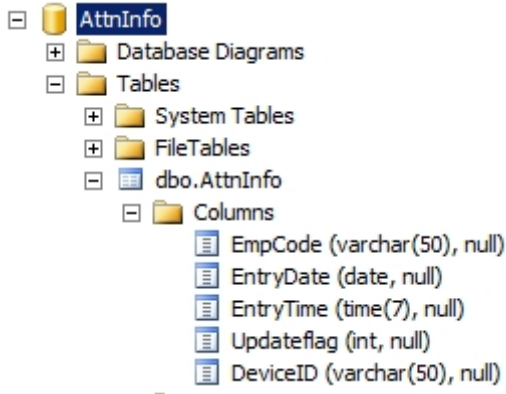 AttnInfo
Database Diagrams
Tables
System Tables
FileTables
dbo.AttnInfo
Columns
EmpCode (varchar(50), null)
EntryDate (date, null)
EntryTime (time(7), null)
Updateflag (int, null)
DeviceID (varchar(50), null)